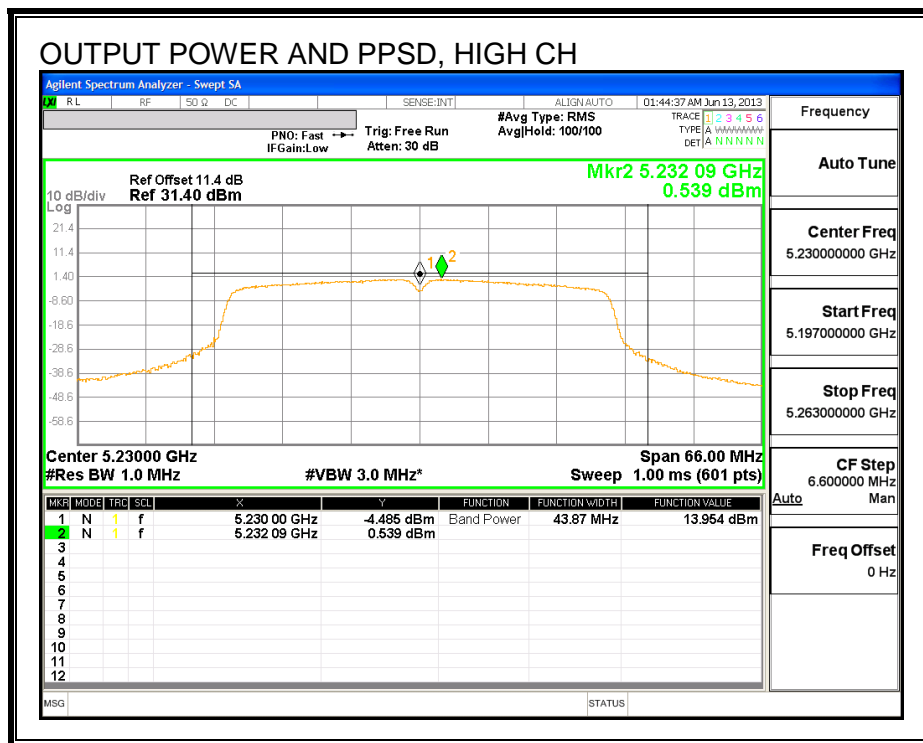 OUTPUT POWER AND PPSD, HIGH CH
Agilent Spectrum Analyzer - Swept SA
LXI RL RF 50 Ω DC SENSE:INT ALIGN AUTO 01:44:37 AM Jun 13, 2013
PNO: Fast
IFGain:Low
Trig: Free Run
Atten: 30 dB
#Avg Type: RMS
Avg|Hold: 100/100
TRACE 1 2 3 4 5 6
TYPE A WWWWW
DET A N N N N N
Mkr2 5.232 09 GHz
0.539 dBm
Ref Offset 11.4 dB
10 dB/div Ref 31.40 dBm
Log
21.4
11.4
1.40
-8.60
-18.6
-28.6
-38.6
-48.6
-58.6
1 2
Center 5.23000 GHz Span 66.00 MHz
#Res BW 1.0 MHz #VBW 3.0 MHz* Sweep 1.00 ms (601 pts)
MKR MODE TRC SCL X Y FUNCTION FUNCTION WIDTH FUNCTION VALUE
1 N 1 f 5.230 00 GHz -4.485 dBm Band Power 43.87 MHz 13.954 dBm
2 N 1 f 5.232 09 GHz 0.539 dBm
3
4
5
6
7
8
9
10
11
12
MSG STATUS
Frequency
Auto Tune
Center Freq
5.230000000 GHz
Start Freq
5.197000000 GHz
Stop Freq
5.263000000 GHz
CF Step
6.600000 MHz
Auto Man
Freq Offset
0 Hz